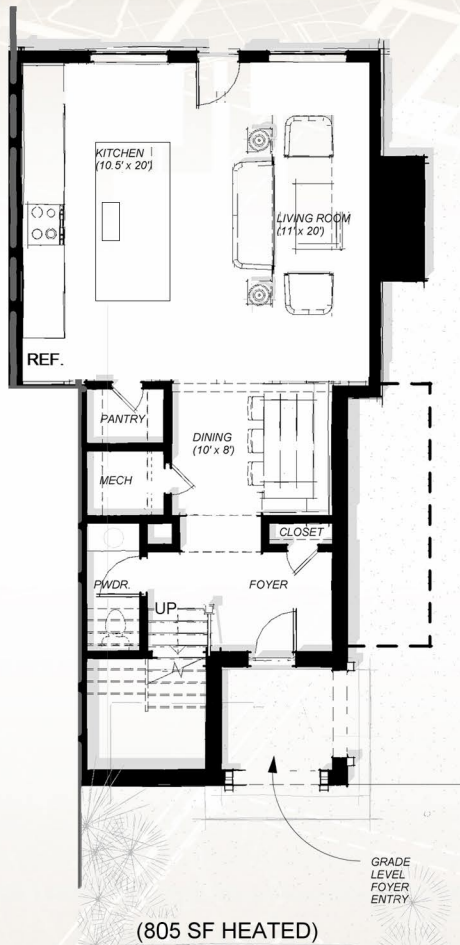 KITCHEN
(10.5' x 20')
LIVING ROOM
(11' x 20')
REF.
PANTRY
DINING
(10' x 8')
MECH
CLOSET
PWDR.
FOYER
UP
GRADE
LEVEL
FOYER
ENTRY
(805 SF HEATED)